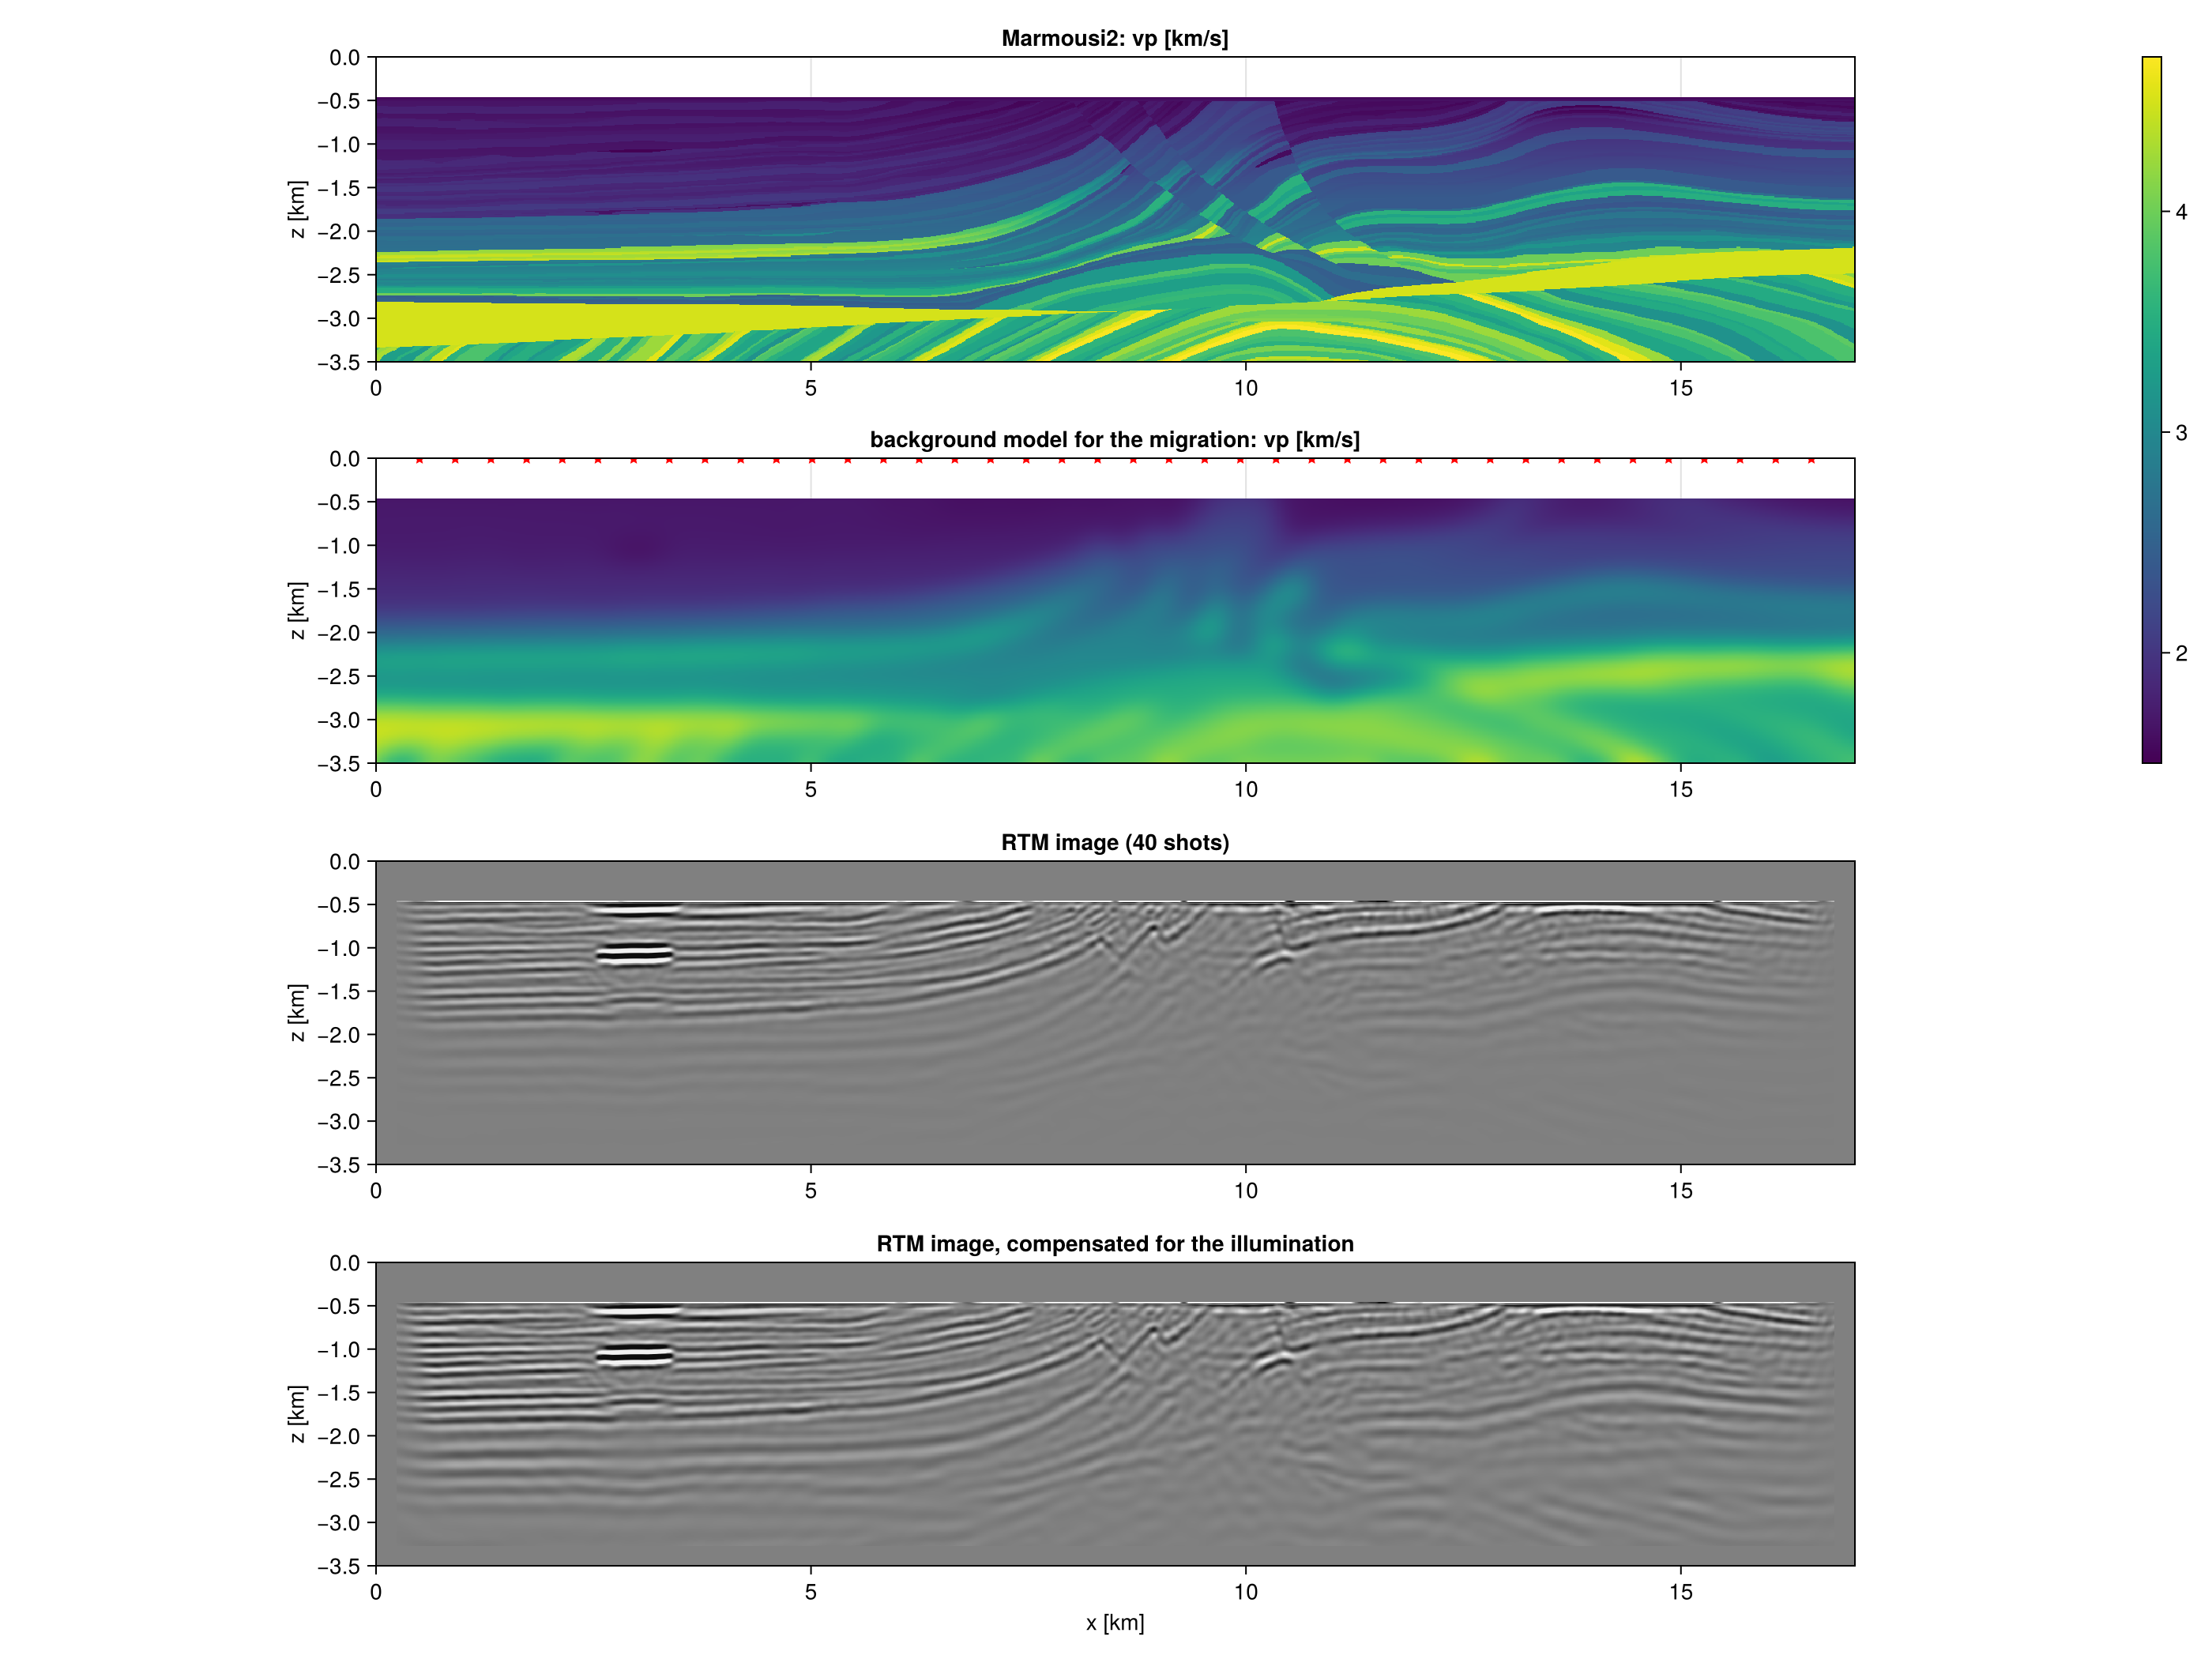 Marmousi2: vp [km/s]
0.0
−0.5
−1.0
−1.5
−2.0
−2.5
−3.0
−3.5
z [km]
0 5 10 15
4
3
2
background model for the migration: vp [km/s]
0.0
−0.5
−1.0
−1.5
−2.0
−2.5
−3.0
−3.5
z [km]
0 5 10 15
RTM image (40 shots)
0.0
−0.5
−1.0
−1.5
−2.0
−2.5
−3.0
−3.5
z [km]
0 5 10 15
RTM image, compensated for the illumination
0.0
−0.5
−1.0
−1.5
−2.0
−2.5
−3.0
−3.5
z [km]
0 5 10 15
x [km]